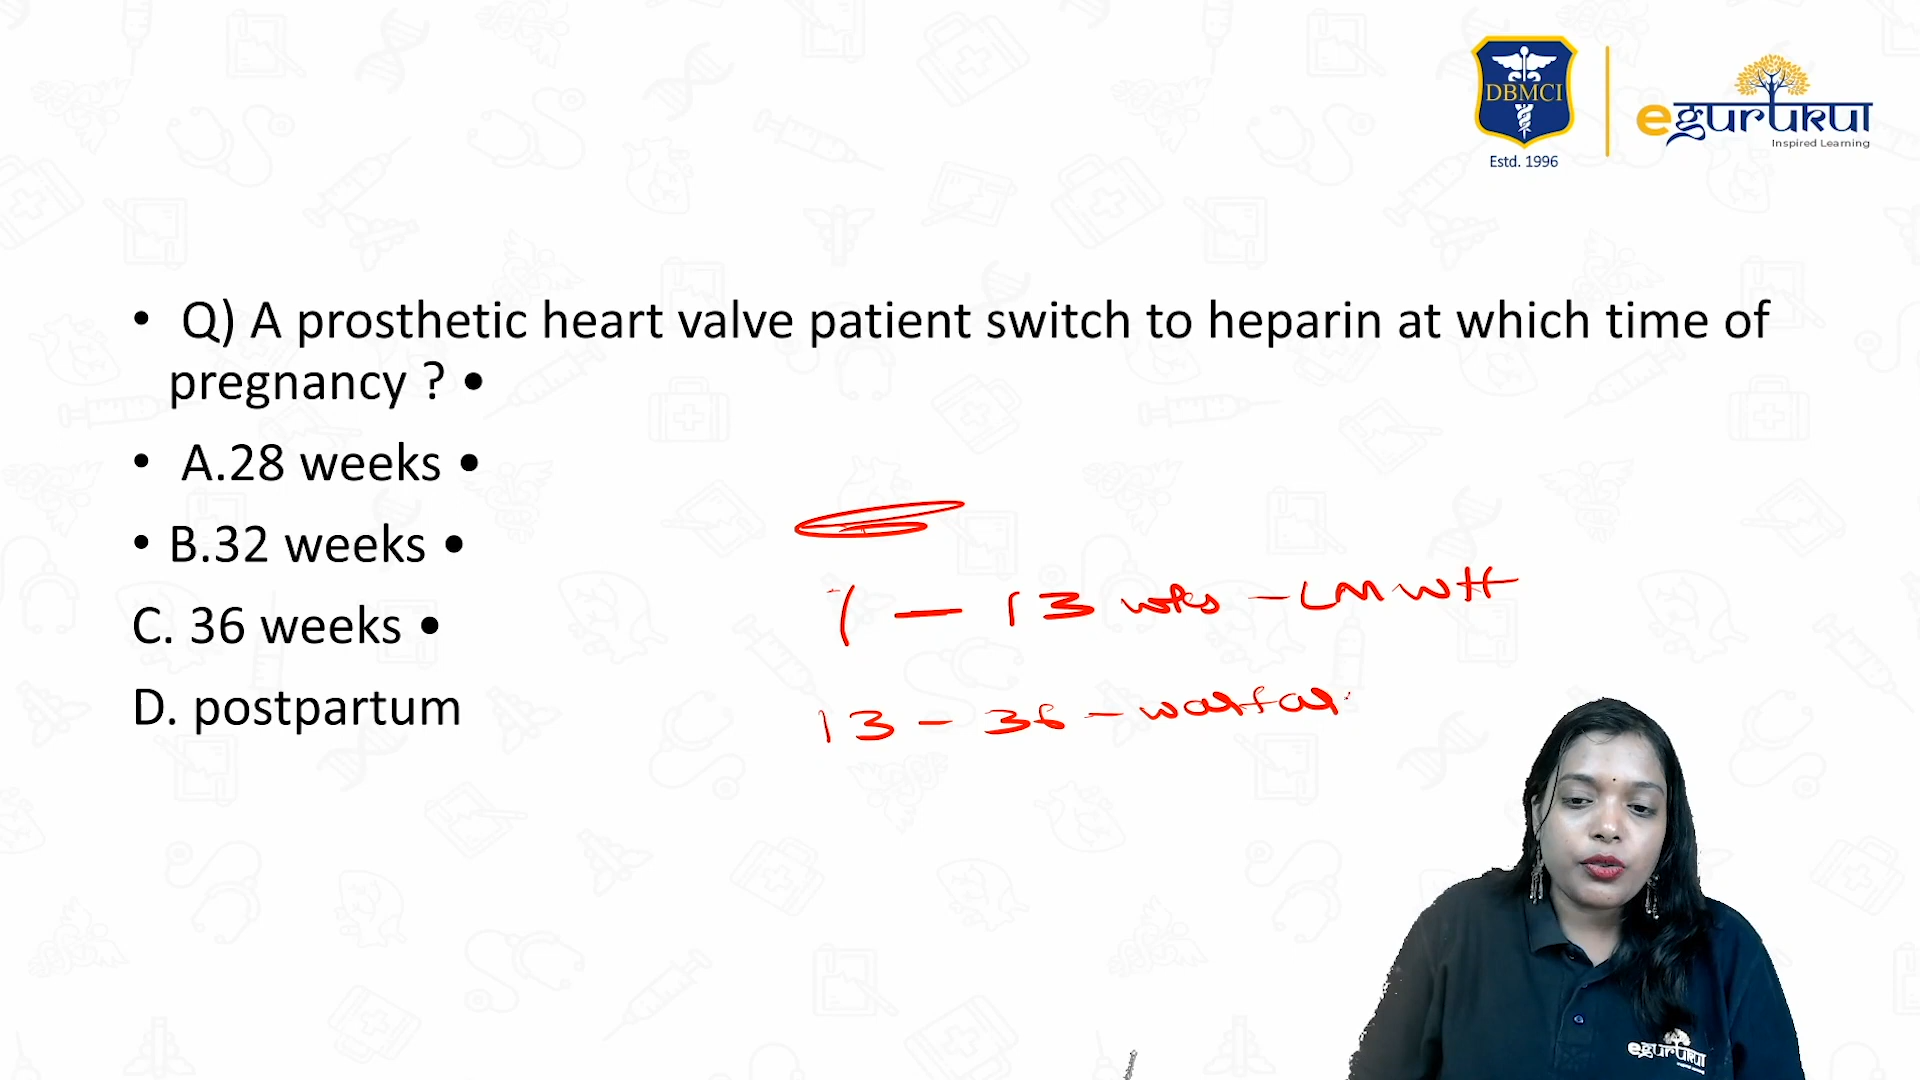 DBMCI
Estd. 1996
egurukul
Inspired Learning
• Q) A prosthetic heart valve patient switch to heparin at which time of
pregnancy ? •
• A.28 weeks •
• B.32 weeks •
C. 36 weeks •
D. postpartum
7 - 13 wks - LMWH
13 - 36 - warfar
egurukul